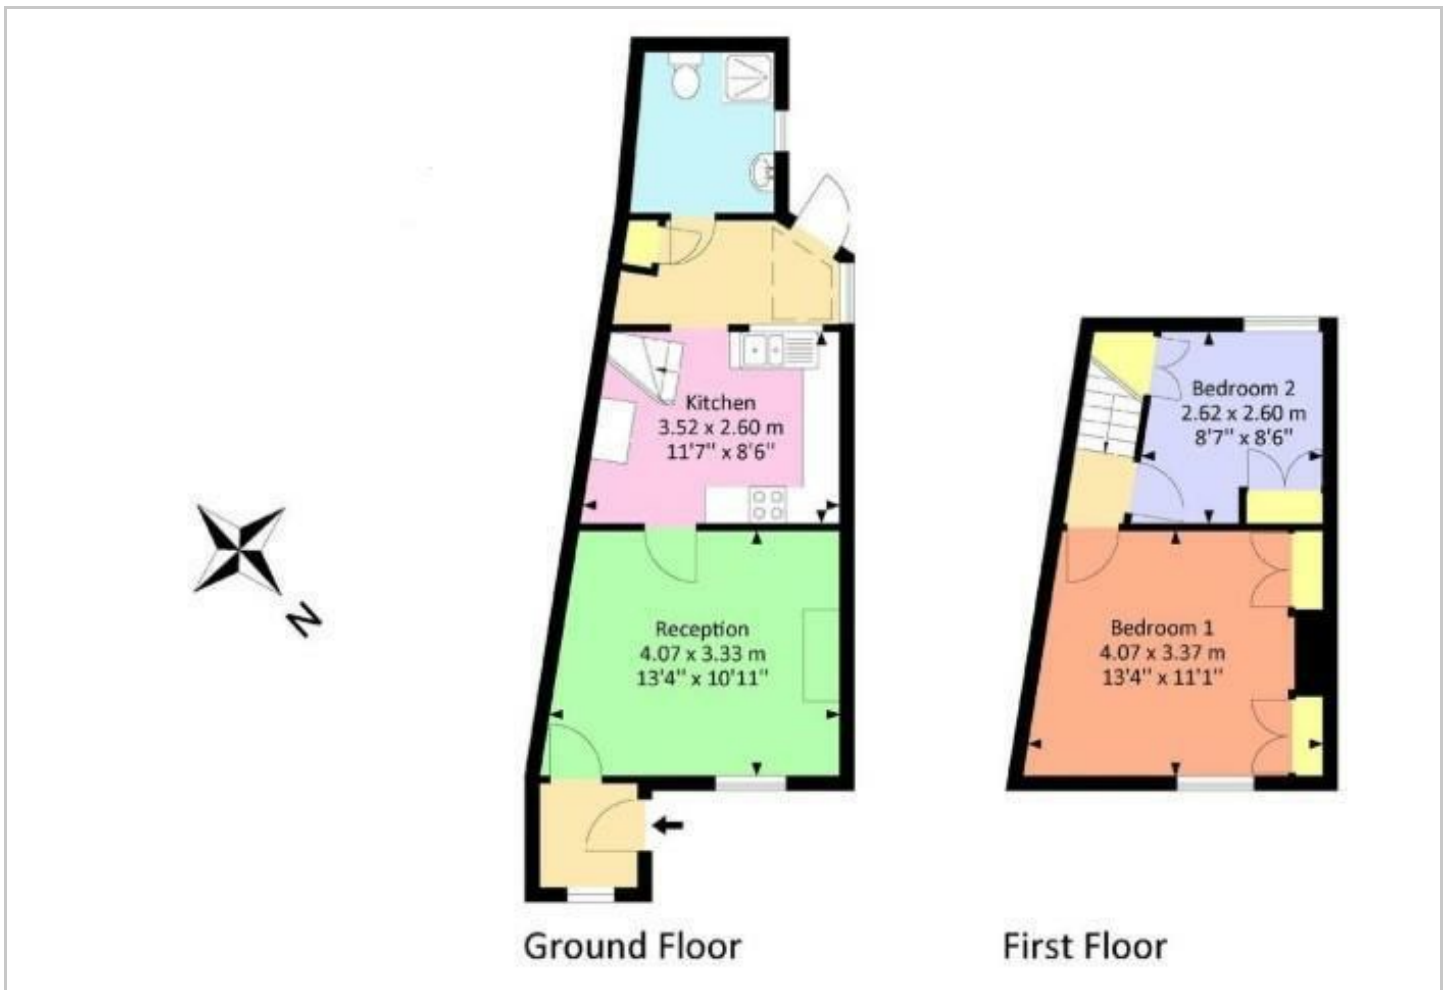 Kitchen
3.52 x 2.60 m
11'7" x 8'6"
Bedroom 2
2.62 x 2.60 m
8'7" x 8'6"
N
Reception
4.07 x 3.33 m
13'4" x 10'11"
Bedroom 1
4.07 x 3.37 m
13'4" x 11'1"
Ground Floor
First Floor